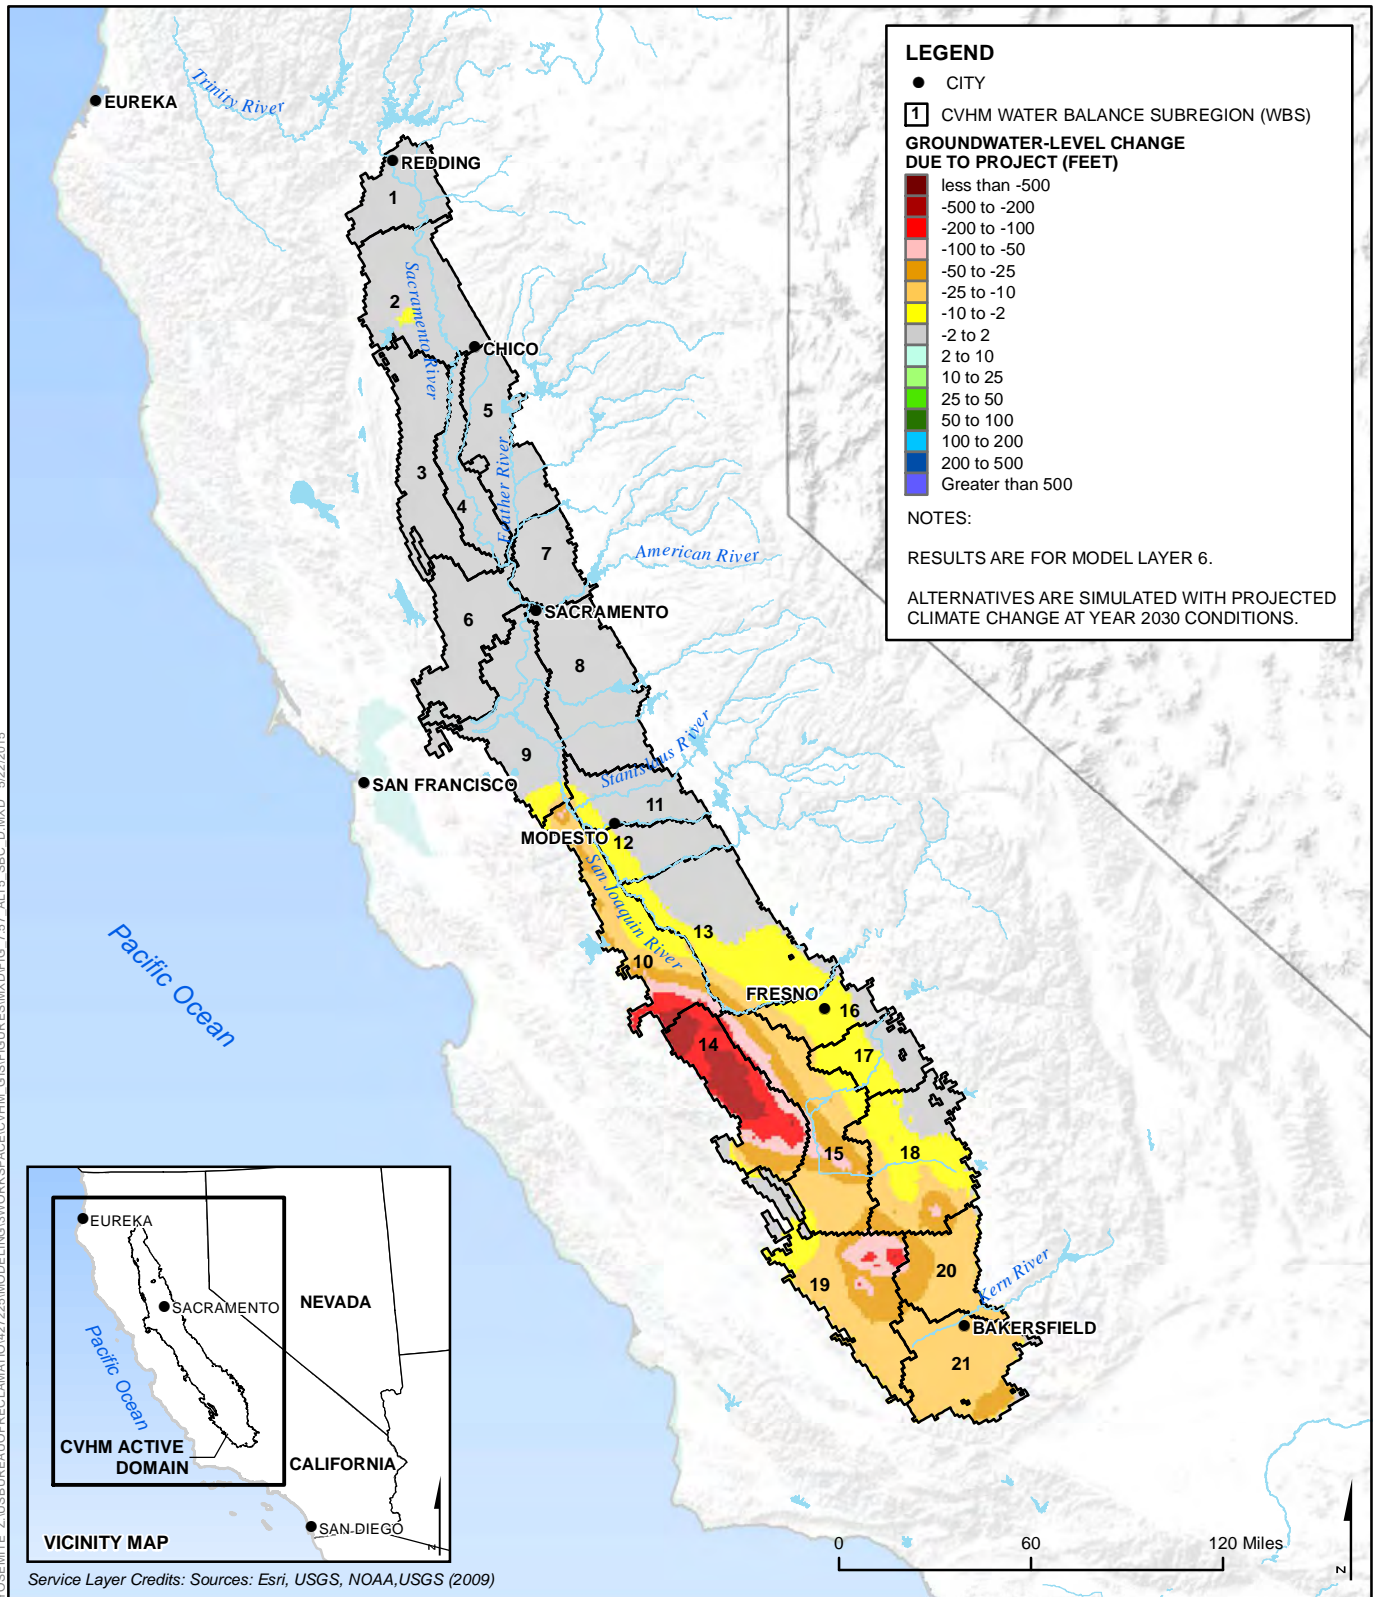 LEGEND
CITY
1 CVHM WATER BALANCE SUBREGION (WBS)
GROUNDWATER-LEVEL CHANGE
DUE TO PROJECT (FEET)
less than -500
-500 to -200
-200 to -100
-100 to -50
-50 to -25
-25 to -10
-10 to -2
-2 to 2
2 to 10
10 to 25
25 to 50
50 to 100
100 to 200
200 to 500
Greater than 500
NOTES:
RESULTS ARE FOR MODEL LAYER 6.
ALTERNATIVES ARE SIMULATED WITH PROJECTED
CLIMATE CHANGE AT YEAR 2030 CONDITIONS.
EUREKA
Trinity River
REDDING
1
2
Sacramento River
CHICO
5
3
4
Feather River
7
American River
SACRAMENTO
6
8
9
Stanislaus River
SAN FRANCISCO
11
MODESTO
12
San Joaquin River
13
10
Pacific Ocean
FRESNO
16
14
17
15
18
19
20
Kern River
BAKERSFIELD
21
EUREKA
SACRAMENTO
NEVADA
Pacific Ocean
CVHM ACTIVE
DOMAIN
CALIFORNIA
SAN DIEGO
VICINITY MAP
N
0 60 120 Miles
N
Service Layer Credits: Sources: Esri, USGS, NOAA,USGS (2009)